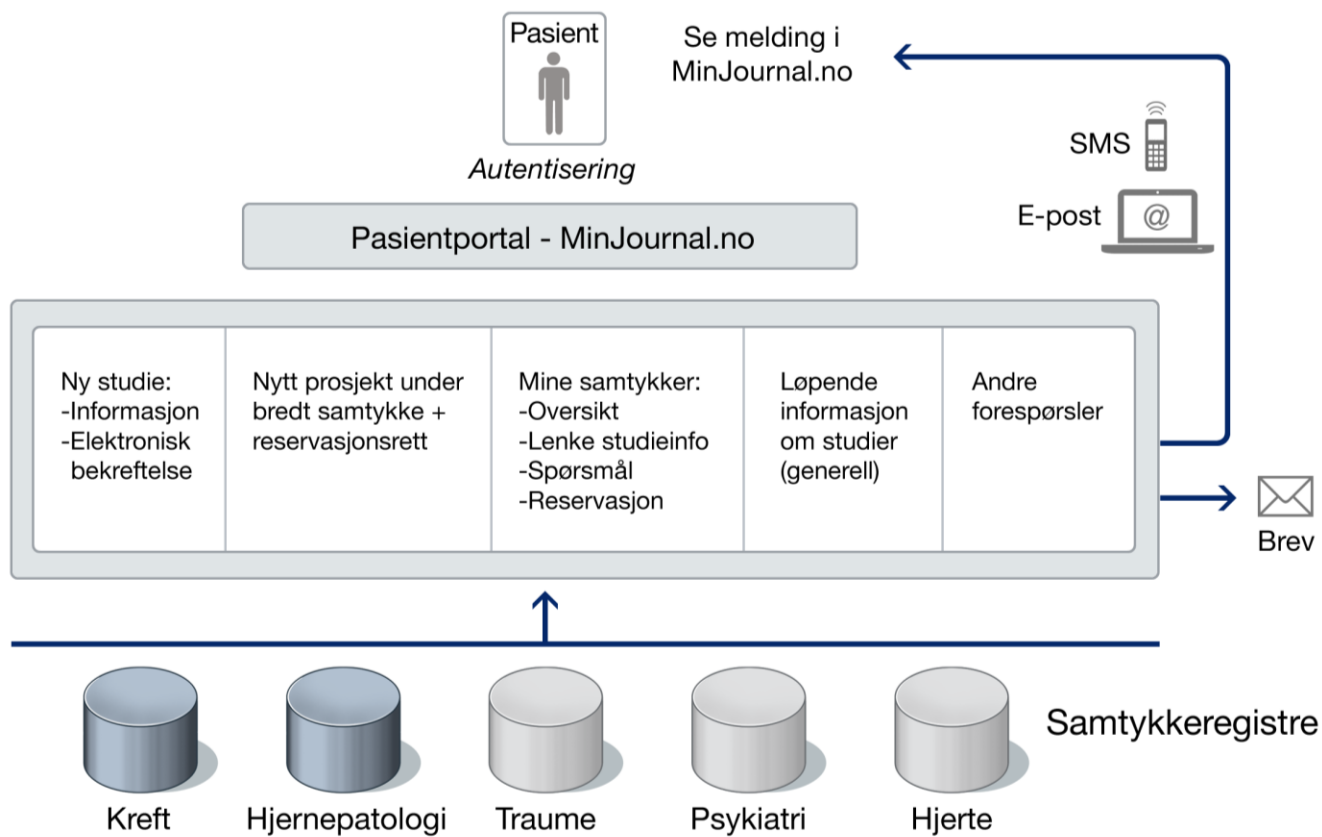 Pasient
Se melding i
MinJournal.no
SMS
Autentisering
E-post
@
Pasientportal - MinJournal.no
Ny studie:
-Informasjon
-Elektronisk
bekreftelse
Nytt prosjekt under
bredt samtykke +
reservasjonsrett
Mine samtykker:
-Oversikt
-Lenke studieinfo
-Spørsmål
-Reservasjon
Løpende
informasjon
om studier
(generell)
Andre
forespørsler
Brev
Samtykkeregistre
Kreft
Hjernepatologi
Traume
Psykiatri
Hjerte